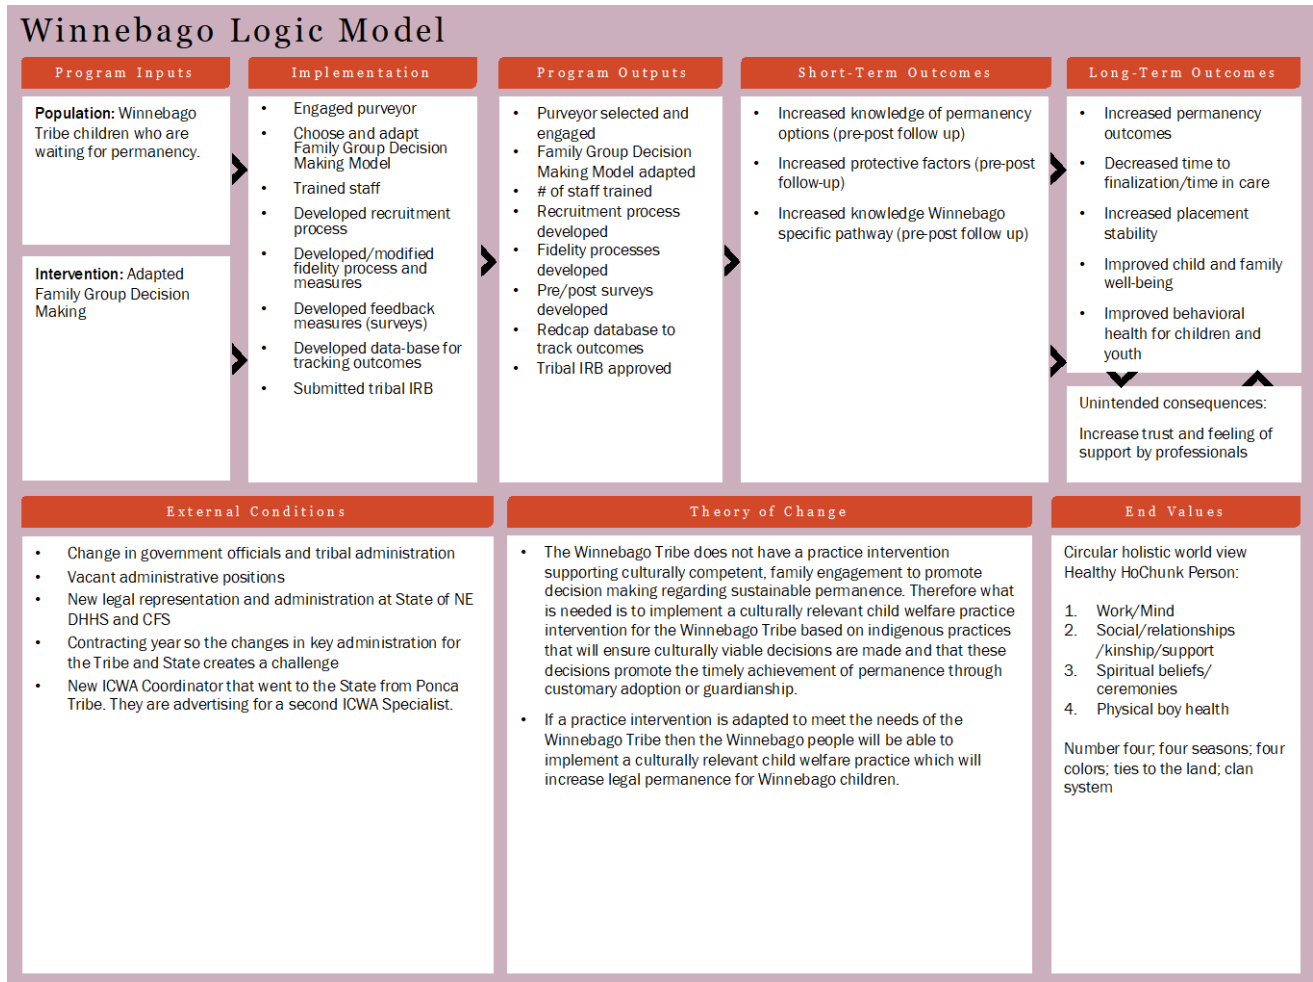 Winnebago Logic Model
Program Inputs
Population: Winnebago
Tribe children who are
waiting for permanency.
Intervention: Adapted
Family Group Decision
Making
Implementation
• Engaged purveyor
• Choose and adapt
Family Group Decision
Making Model
• Trained staff
• Developed recruitment
process
• Developed/modified
fidelity process and
measures
• Developed feedback
measures (surveys)
• Developed data-base for
tracking outcomes
• Submitted tribal IRB
Program Outputs
• Purveyor selected and
engaged
• Family Group Decision
Making Model adapted
• # of staff trained
• Recruitment process
developed
• Fidelity processes
developed
• Pre/post surveys
developed
• Redcap database to
track outcomes
• Tribal IRB approved
Short-Term Outcomes
• Increased knowledge of permanency
options (pre-post follow up)
• Increased protective factors (pre-post
follow-up)
• Increased knowledge Winnebago
specific pathway (pre-post follow up)
Long-Term Outcomes
• Increased permanency
outcomes
• Decreased time to
finalization/time in care
• Increased placement
stability
• Improved child and family
well-being
• Improved behavioral
health for children and
youth
Unintended consequences:
Increase trust and feeling of
support by professionals
External Conditions
• Change in government officials and tribal administration
• Vacant administrative positions
• New legal representation and administration at State of NE
DHHS and CFS
• Contracting year so the changes in key administration for
the Tribe and State creates a challenge
• New ICWA Coordinator that went to the State from Ponca
Tribe. They are advertising for a second ICWA Specialist.
Theory of Change
• The Winnebago Tribe does not have a practice intervention
supporting culturally competent, family engagement to promote
decision making regarding sustainable permanence. Therefore what
is needed is to implement a culturally relevant child welfare practice
intervention for the Winnebago Tribe based on indigenous practices
that will ensure culturally viable decisions are made and that these
decisions promote the timely achievement of permanence through
customary adoption or guardianship.
• If a practice intervention is adapted to meet the needs of the
Winnebago Tribe then the Winnebago people will be able to
implement a culturally relevant child welfare practice which will
increase legal permanence for Winnebago children.
End Values
Circular holistic world view
Healthy HoChunk Person:
1. Work/Mind
2. Social/relationships
/kinship/support
3. Spiritual beliefs/
ceremonies
4. Physical boy health
Number four; four seasons; four
colors; ties to the land; clan
system